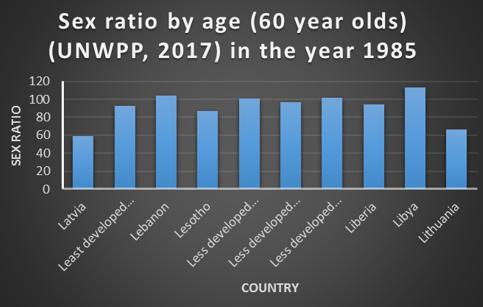 Sex ratio by age (60 year olds)
(UNWPP, 2017) in the year 1985
120
100
80
60
40
20
0
SEX RATIO
Latvia
Least developed...
Lebanon
Lesotho
Less developed...
Less developed...
Less developed...
Liberia
Libya
Lithuania
COUNTRY